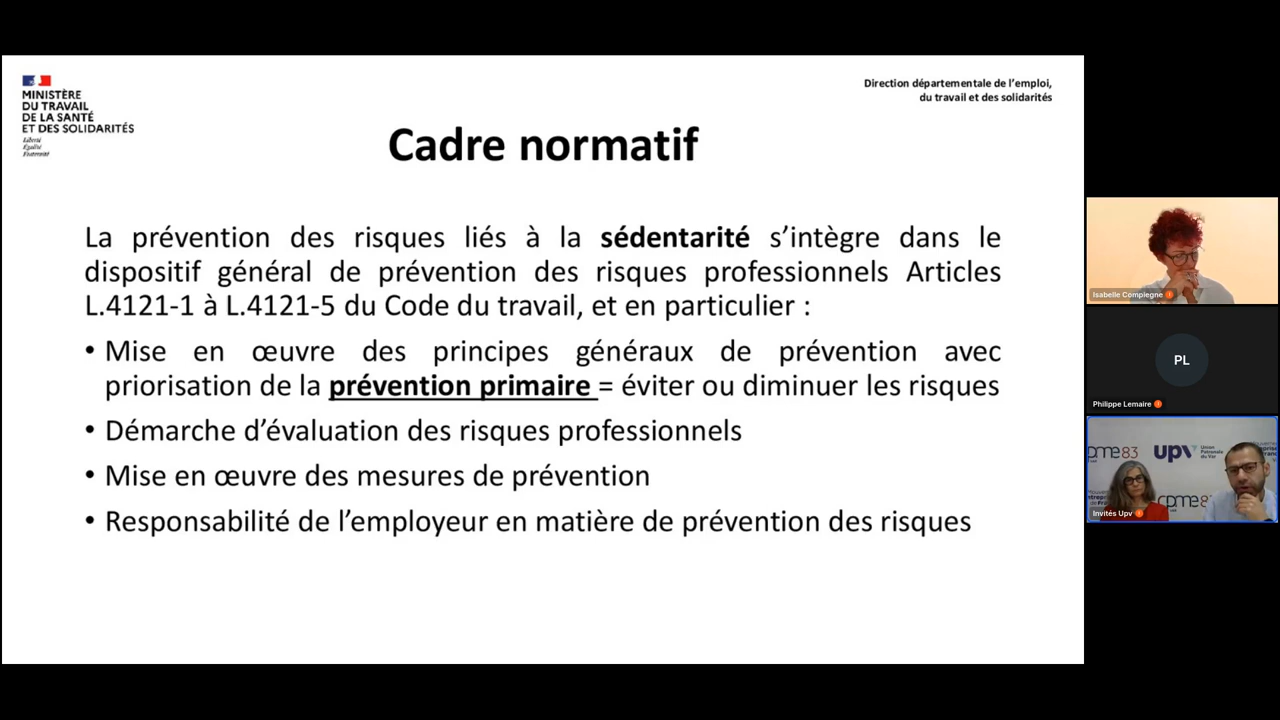 MINISTÈRE
DU TRAVAIL
DE LA SANTÉ
ET DES SOLIDARITÉS
Liberté
Égalité
Fraternité
Direction départementale de l’emploi,
du travail et des solidarités
Cadre normatif
La prévention des risques liés à la sédentarité s’intègre dans le
dispositif général de prévention des risques professionnels Articles
L.4121-1 à L.4121-5 du Code du travail, et en particulier :
• Mise en œuvre des principes généraux de prévention avec
priorisation de la prévention primaire = éviter ou diminuer les risques
• Démarche d’évaluation des risques professionnels
• Mise en œuvre des mesures de prévention
• Responsabilité de l’employeur en matière de prévention des risques
Isabelle Compiegne
PL
Philippe Lemaire
upv
Union
Patronale
du Var
Invités Upv